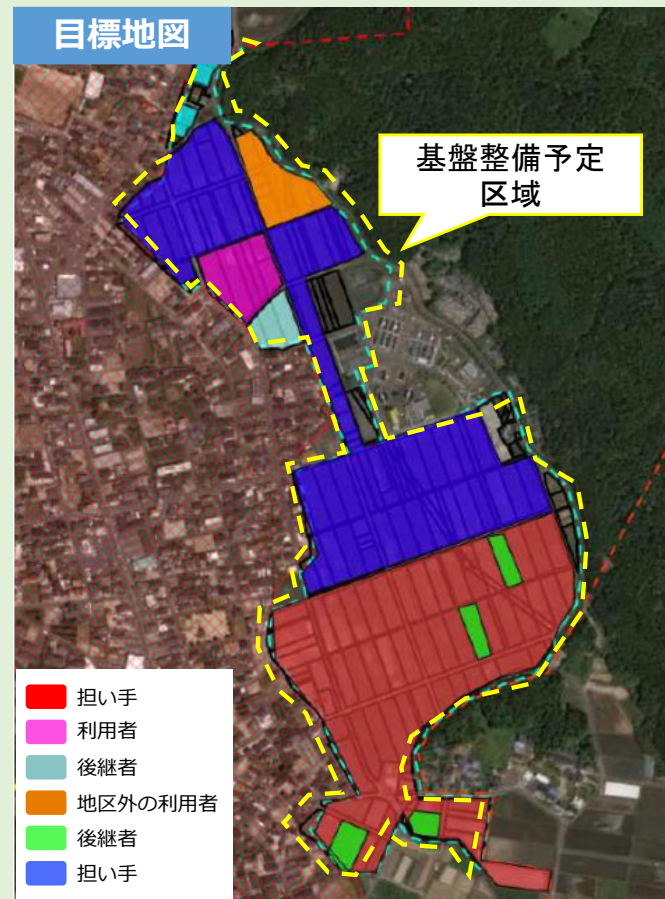 目標地図
基盤整備予定
区域
担い手
利用者
後継者
地区外の利用者
後継者
担い手